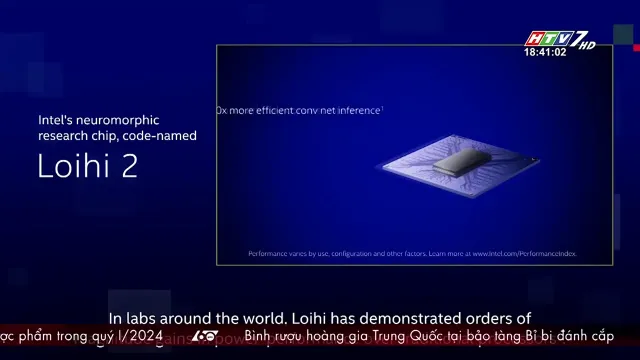 HTV7HD
18:41:02
Intel's neuromorphic
research chip, code-named
Loihi 2
0x more efficient conv net inference¹
Performance varies by use, configuration and other factors. Learn more at www.Intel.com/PerformanceIndex.
In labs around the world, Loihi has demonstrated orders of
ược phẩm trong quý I/2024 Bình rượu hoàng gia Trung Quốc tại bảo tàng Bỉ bị đánh cắp